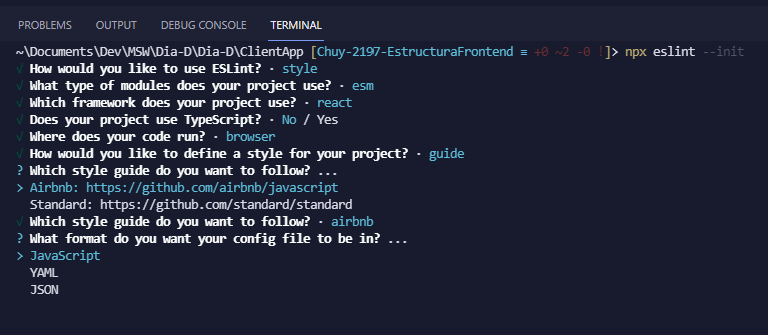 PROBLEMS OUTPUT DEBUG CONSOLE TERMINAL
~\Documents\Dev\MSW\Dia-D\Dia-D\ClientApp [Chuy-2197-EstructuraFrontend ≡ +0 ~2 -0 !]> npx eslint --init
√ How would you like to use ESLint? · style
√ What type of modules does your project use? · esm
√ Which framework does your project use? · react
√ Does your project use TypeScript? · No / Yes
√ Where does your code run? · browser
√ How would you like to define a style for your project? · guide
? Which style guide do you want to follow? ...
> Airbnb: https://github.com/airbnb/javascript
Standard: https://github.com/standard/standard
√ Which style guide do you want to follow? · airbnb
? What format do you want your config file to be in? ...
> JavaScript
YAML
JSON